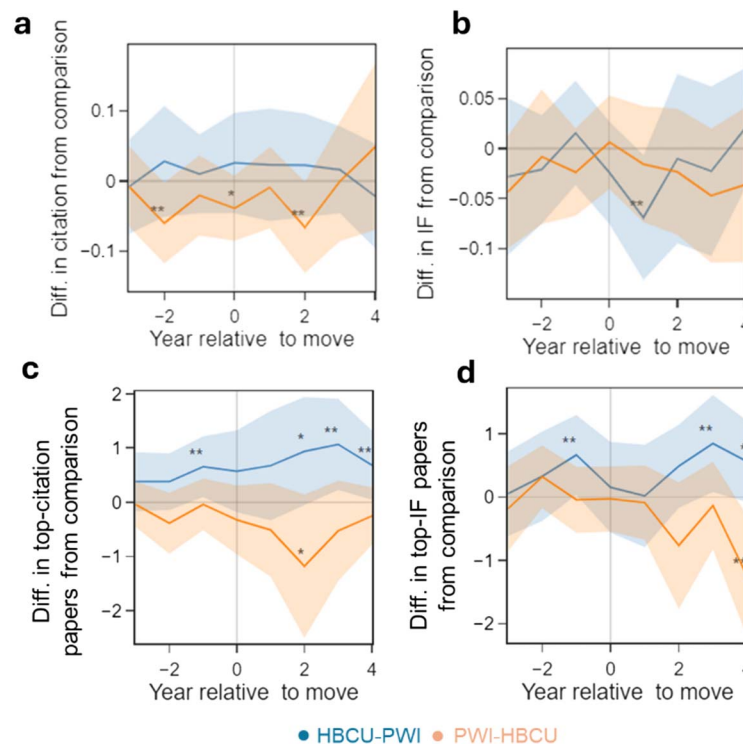 a
Diff. in citation from comparison
0.1
0
−0.1
**
*
**
−2
0
2
4
Year relative to move
b
Diff. in IF from comparison
0.05
0
−0.05
−0.1
**
−2
0
2
4
Year relative to move
c
Diff. in top-citation
papers from comparison
2
1
0
−1
−2
**
*
**
**
*
−2
0
2
4
Year relative to move
d
Diff. in top-IF papers
from comparison
1
0
−1
−2
**
**
*
**
−2
0
2
4
Year relative to move
HBCU-PWI
PWI-HBCU